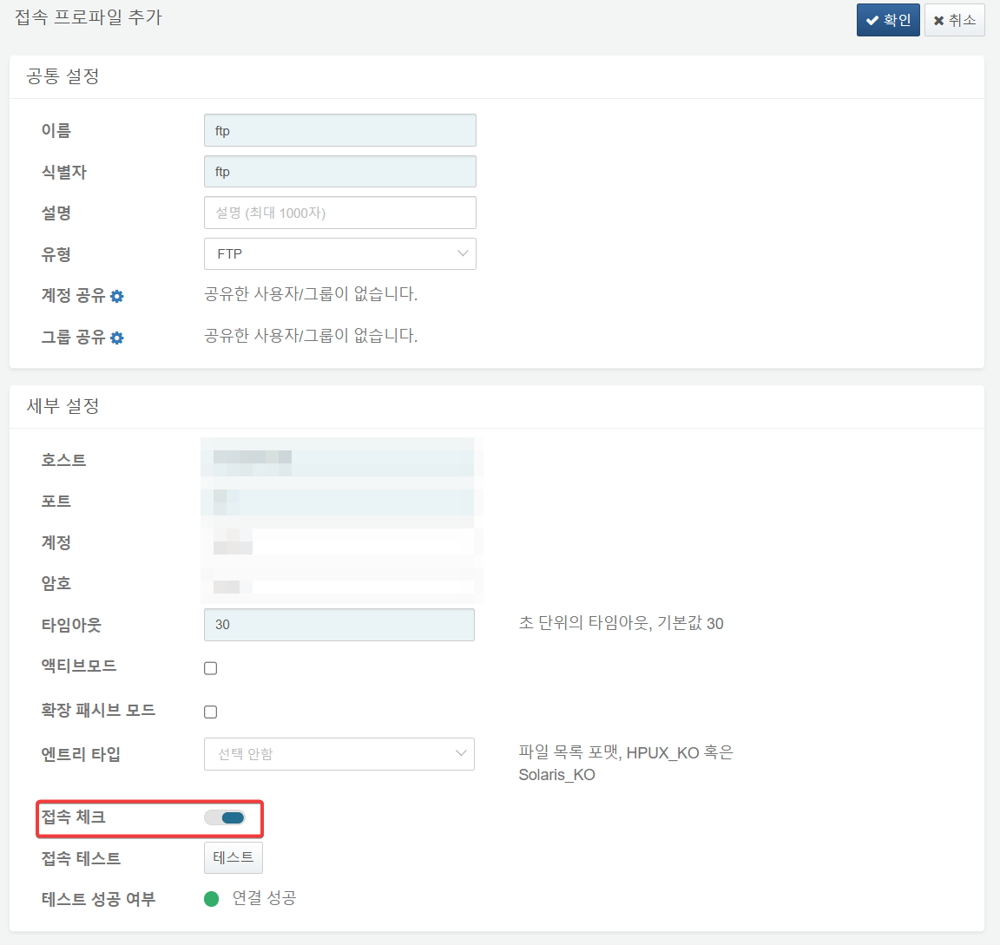 접속 프로파일 추가
확인
취소
공통 설정
이름
ftp
식별자
ftp
설명
설명 (최대 1000자)
유형
FTP
계정 공유
공유한 사용자/그룹이 없습니다.
그룹 공유
공유한 사용자/그룹이 없습니다.
세부 설정
호스트
포트
계정
암호
타임아웃
30
초 단위의 타임아웃, 기본값 30
액티브모드
확장 패시브 모드
엔트리 타입
선택 안함
파일 목록 포맷, HPUX_KO 혹은
Solaris_KO
접속 체크
접속 테스트
테스트
테스트 성공 여부
연결 성공